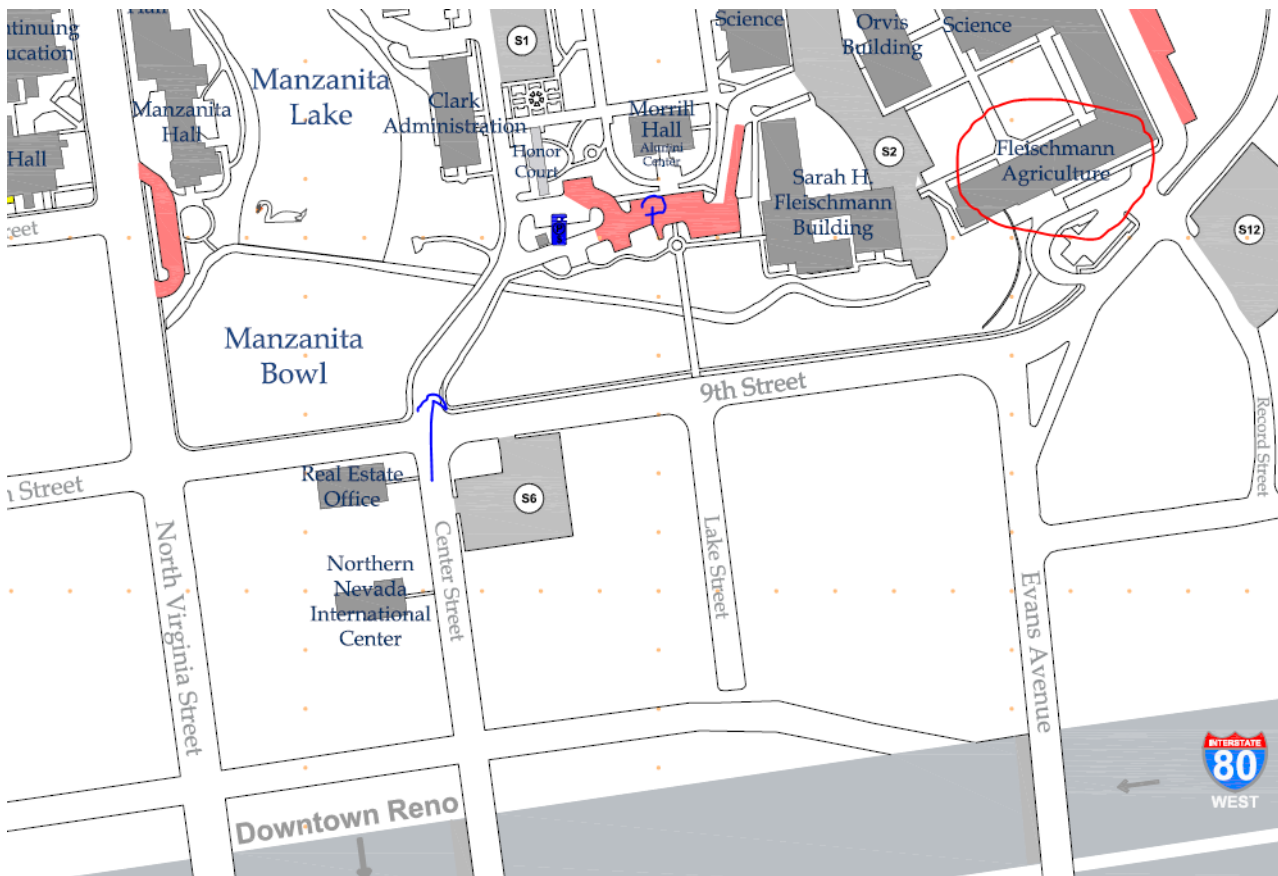 Hall
ntinuing
ucation
Science
Orvis
Building
Science
S1
Manzanita
Lake
Manzanita
Hall
Clark
Administration
Morrill
Hall
Alumni
Center
Honor
Court
Hall
S2
Fleischmann
Agriculture
Sarah H.
Fleischmann
Building
S12
Manzanita
Bowl
9th Street
Record Street
Real Estate
Office
S6
Street
North Virginia Street
Center Street
Lake Street
Evans Avenue
Northern
Nevada
International
Center
INTERSTATE
80
WEST
Downtown Reno